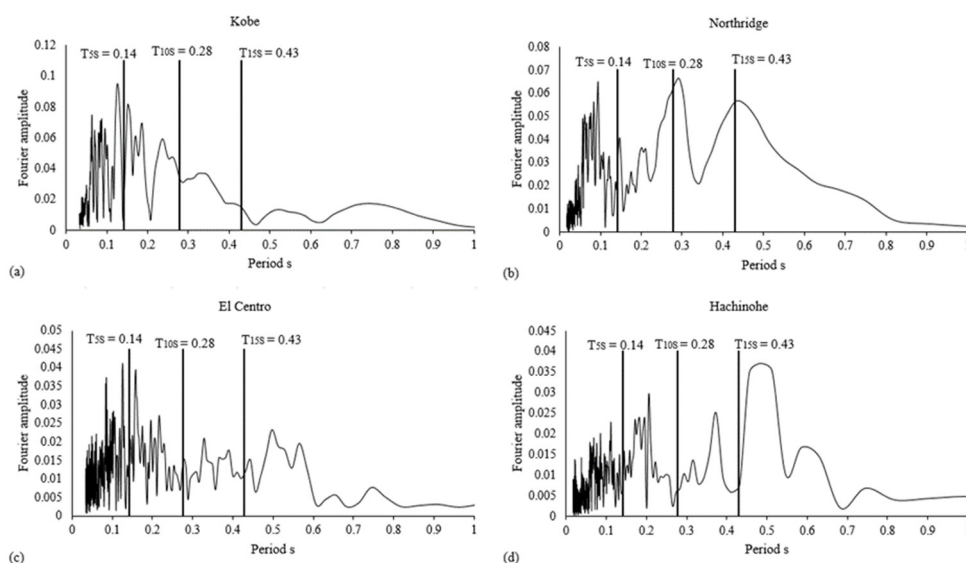 Kobe
T5S = 0.14 T10S = 0.28 T15S = 0.43
0.12
0.1
0.08
0.06
0.04
0.02
0
Fourier amplitude
0 0.1 0.2 0.3 0.4 0.5 0.6 0.7 0.8 0.9 1
Period s
(a)
Northridge
T5S = 0.14 T10S = 0.28 T15S = 0.43
0.08
0.07
0.06
0.05
0.04
0.03
0.02
0.01
0
Fourier amplitude
0 0.1 0.2 0.3 0.4 0.5 0.6 0.7 0.8 0.9 1
Period s
(b)
El Centro
T5S = 0.14 T10S = 0.28 T15S = 0.43
0.05
0.045
0.04
0.035
0.03
0.025
0.02
0.015
0.01
0.005
0
Fourier amplitude
0 0.1 0.2 0.3 0.4 0.5 0.6 0.7 0.8 0.9 1
Period s
(c)
Hachinohe
T5S = 0.14 T10S = 0.28 T15S = 0.43
0.045
0.04
0.035
0.03
0.025
0.02
0.015
0.01
0.005
0
Fourier amplitude
0 0.1 0.2 0.3 0.4 0.5 0.6 0.7 0.8 0.9 1
Period s
(d)